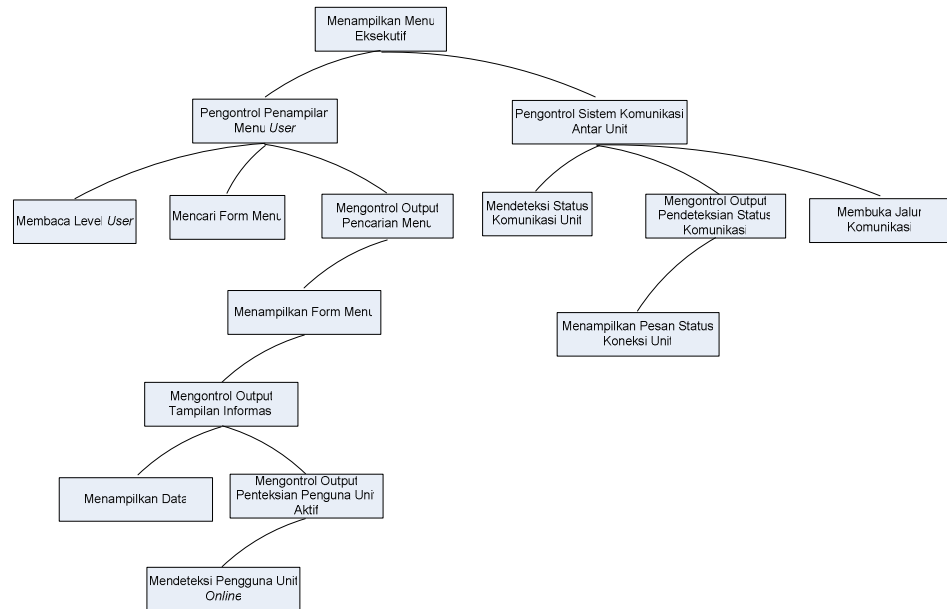 Menampilkan Menu
Eksekutif
Pengontrol Penampilan
Menu User
Pengontrol Sistem Komunikasi
Antar Unit
Membaca Level User
Mencari Form Menu
Mengontrol Output
Pencarian Menu
Mendeteksi Status
Komunikasi Unit
Mengontrol Output
Pendeteksian Status
Komunikasi
Membuka Jalur
Komunikasi
Menampilkan Form Menu
Menampilkan Pesan Status
Koneksi Unit
Mengontrol Output
Tampilan Informasi
Menampilkan Data
Mengontrol Output
Penteksian Penguna Unit
Aktif
Mendeteksi Pengguna Unit
Online